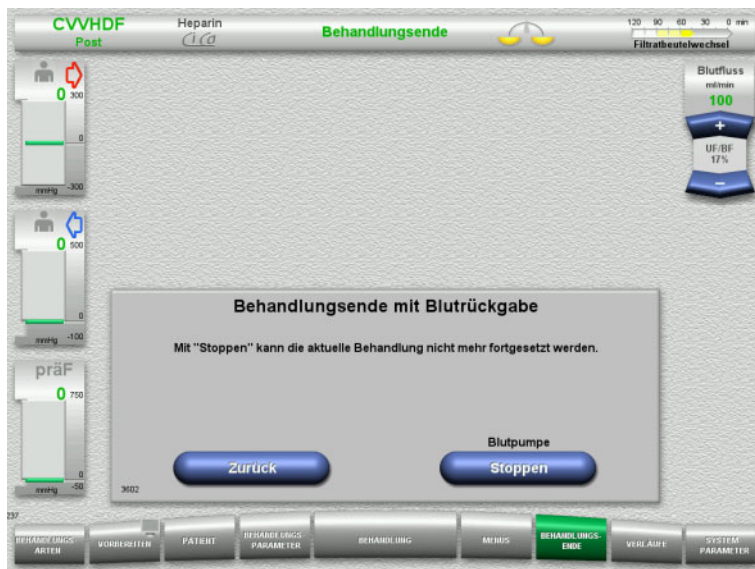 CVVHDF
Post
Heparin
Ci Ca
Behandlungsende
120 90 60 30 0 min
Filtratbeutelwechsel
0
300
0
mmHg
-300
0
500
0
mmHg
-100
präF
0
750
0
mmHg
-50
Blutfluss
ml/min
100
+
UF/BF
17%
–
Behandlungsende mit Blutrückgabe
Mit "Stoppen" kann die aktuelle Behandlung nicht mehr fortgesetzt werden.
Blutpumpe
Zurück
Stoppen
3602
237
BEHANDLUNGS-
ARTEN
VORBEREITEN
PATIENT
BEHANDLUNGS-
PARAMETER
BEHANDLUNG
MENUS
BEHANDLUNGS-
ENDE
VERLÄUFE
SYSTEM
PARAMETER